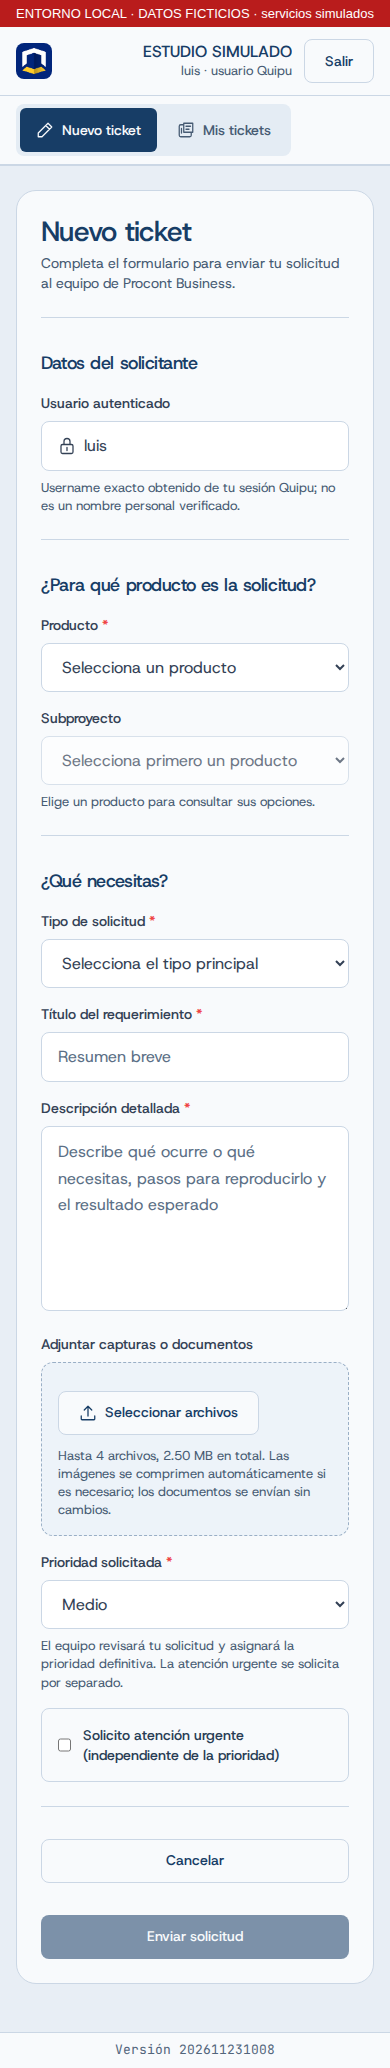 ENTORNO LOCAL · DATOS FICTICIOS · servicios simulados
ESTUDIO SIMULADO
luis · usuario Quipu
Salir
Nuevo ticket
Mis tickets
Nuevo ticket
Completa el formulario para enviar tu solicitud
al equipo de Procont Business.
Datos del solicitante
Usuario autenticado
luis
Username exacto obtenido de tu sesión Quipu; no
es un nombre personal verificado.
¿Para qué producto es la solicitud?
Producto *
Selecciona un producto
Subproyecto
Selecciona primero un producto
Elige un producto para consultar sus opciones.
¿Qué necesitas?
Tipo de solicitud *
Selecciona el tipo principal
Título del requerimiento *
Resumen breve
Descripción detallada *
Describe qué ocurre o qué
necesitas, pasos para reproducirlo y
el resultado esperado
Adjuntar capturas o documentos
Seleccionar archivos
Hasta 4 archivos, 2.50 MB en total. Las
imágenes se comprimen automáticamente si
es necesario; los documentos se envían sin
cambios.
Prioridad solicitada *
Medio
El equipo revisará tu solicitud y asignará la
prioridad definitiva. La atención urgente se solicita
por separado.
Solicito atención urgente
(independiente de la prioridad)
Cancelar
Enviar solicitud
Versión 202611231008